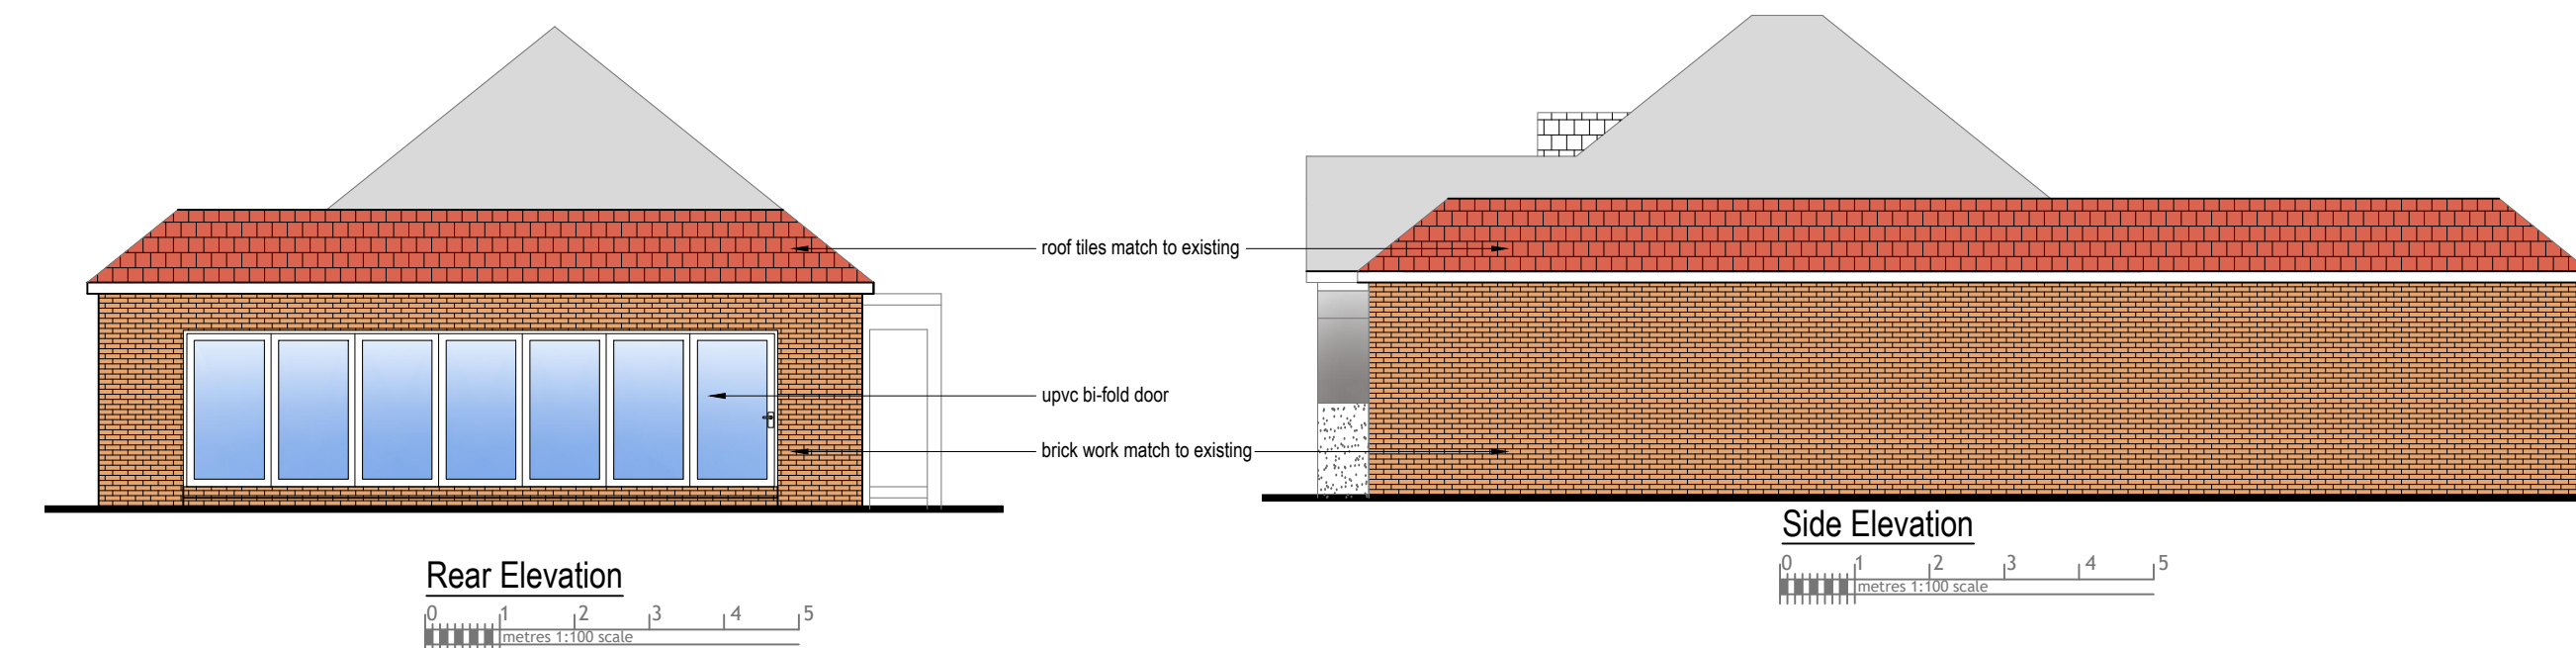 roof tiles match to existing
upvc bi-fold door
brick work match to existing
Rear Elevation
0 1 2 3 4 5
metres 1:100 scale
Side Elevation
0 1 2 3 4 5
metres 1:100 scale